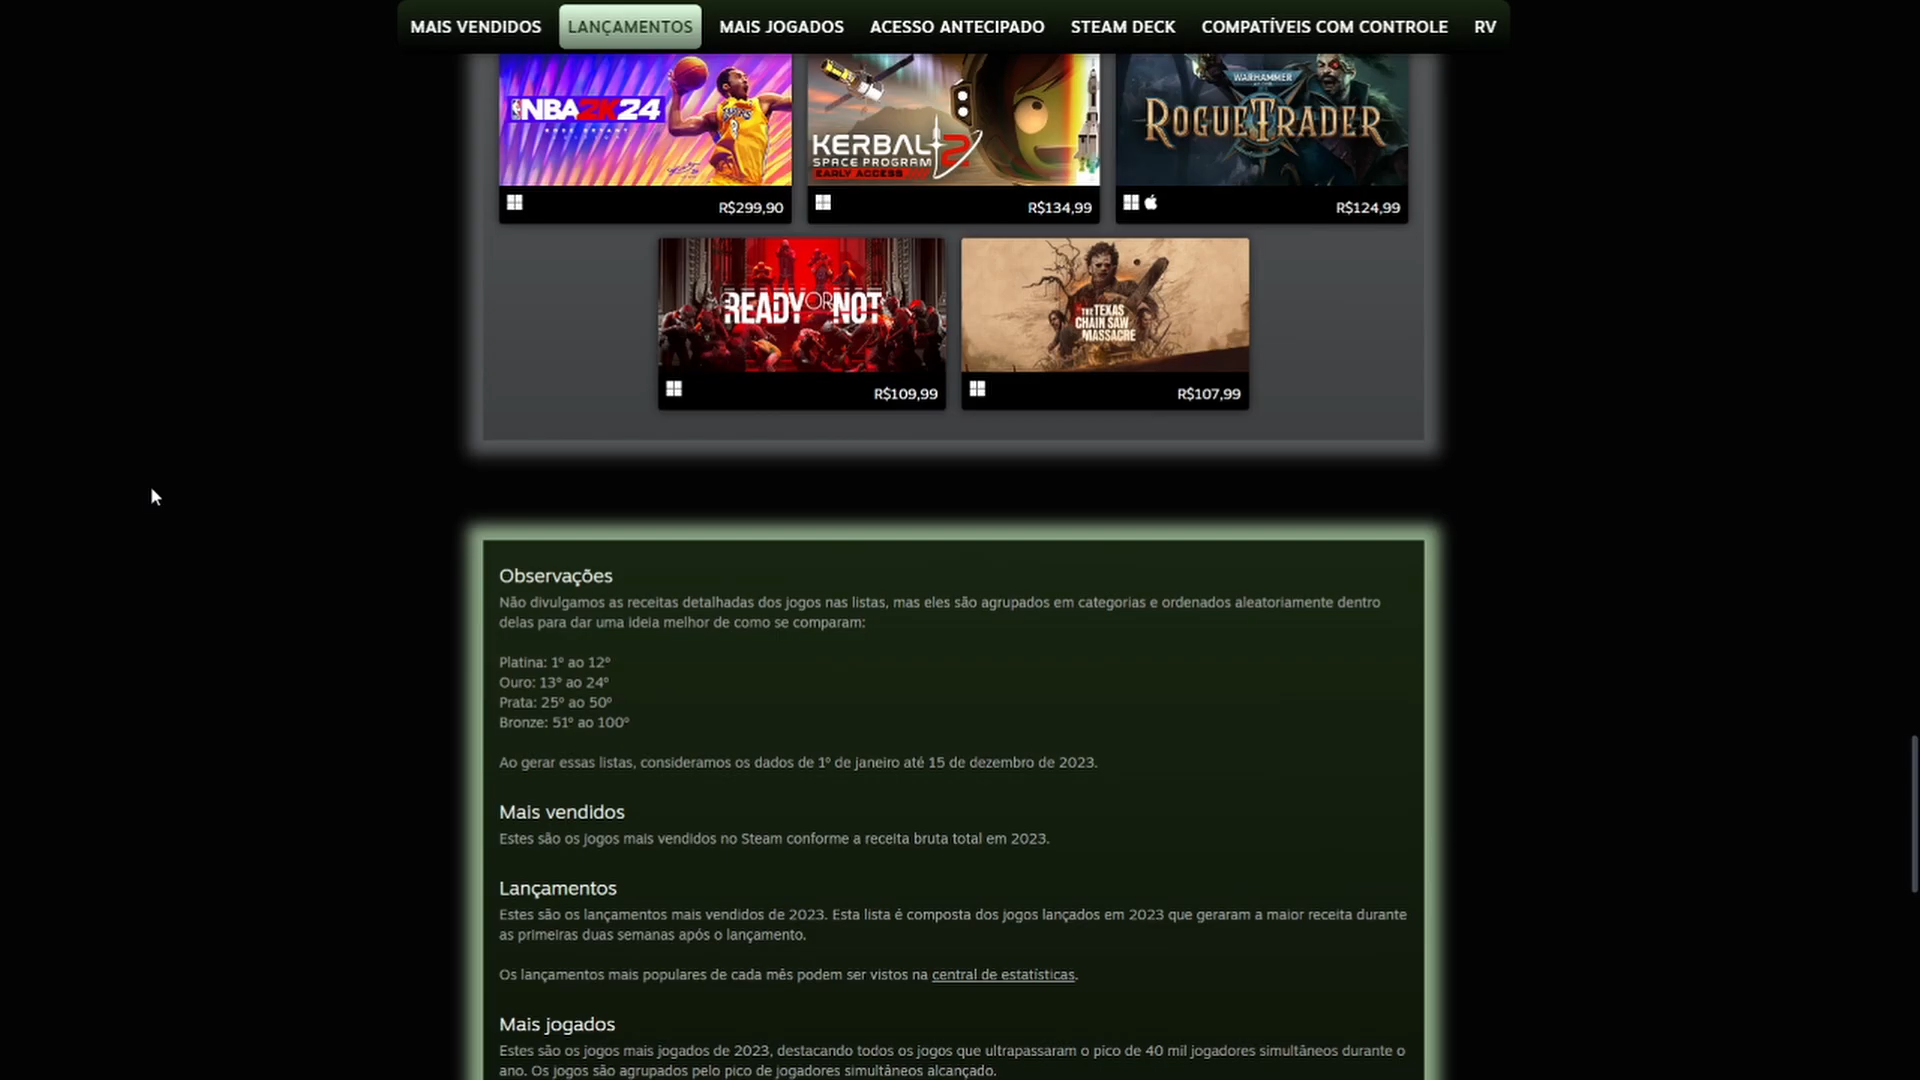 MAIS VENDIDOS LANÇAMENTOS MAIS JOGADOS ACESSO ANTECIPADO STEAM DECK COMPATÍVEIS COM CONTROLE RV
NBA2K24
KERBAL
SPACE PROGRAM 2
EARLY ACCESS
WARHAMMER
ROGUE TRADER
R$299,90
R$134,99
R$124,99
READY OR NOT
THE TEXAS
CHAIN SAW
MASSACRE
R$109,99
R$107,99
Observações
Não divulgamos as receitas detalhadas dos jogos nas listas, mas eles são agrupados em categorias e ordenados aleatoriamente dentro
delas para dar uma ideia melhor de como se comparam:
Platina: 1º ao 12º
Ouro: 13º ao 24º
Prata: 25º ao 50º
Bronze: 51º ao 100º
Ao gerar essas listas, consideramos os dados de 1º de janeiro até 15 de dezembro de 2023.
Mais vendidos
Estes são os jogos mais vendidos no Steam conforme a receita bruta total em 2023.
Lançamentos
Estes são os lançamentos mais vendidos de 2023. Esta lista é composta dos jogos lançados em 2023 que geraram a maior receita durante
as primeiras duas semanas após o lançamento.
Os lançamentos mais populares de cada mês podem ser vistos na central de estatísticas.
Mais jogados
Estes são os jogos mais jogados de 2023, destacando todos os jogos que ultrapassaram o pico de 40 mil jogadores simultâneos durante o
ano. Os jogos são agrupados pelo pico de jogadores simultâneos alcançado.